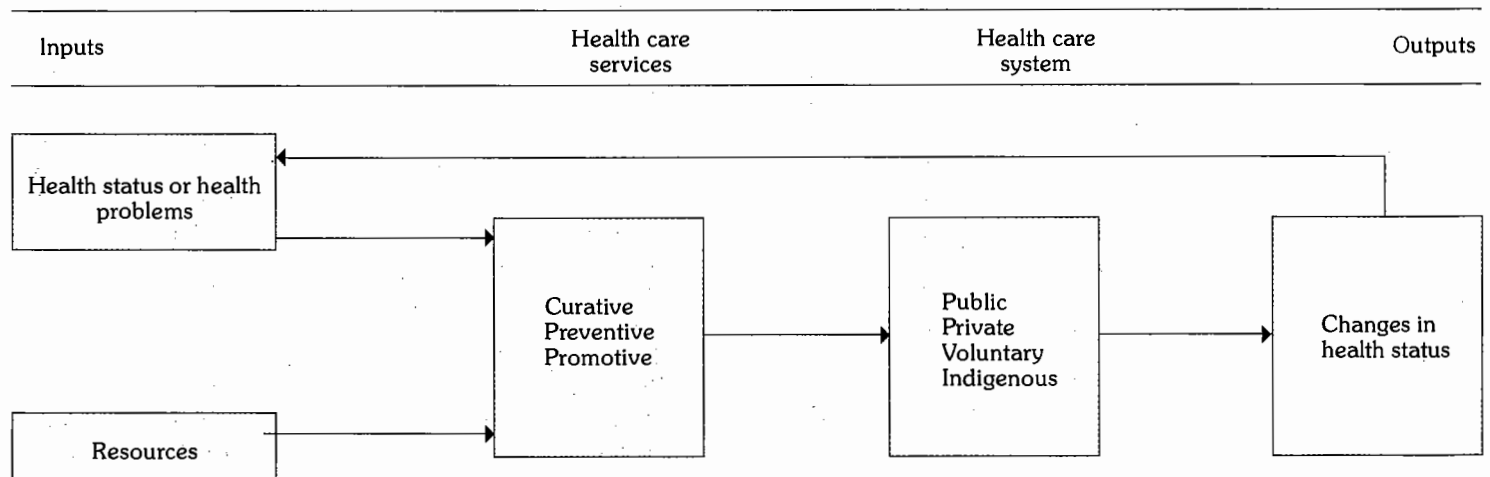 Inputs
Health care
services
Health care
system
Outputs
Health status or health
problems
Curative
Preventive
Promotive
Public
Private
Voluntary
Indigenous
Changes in
health status
Resources